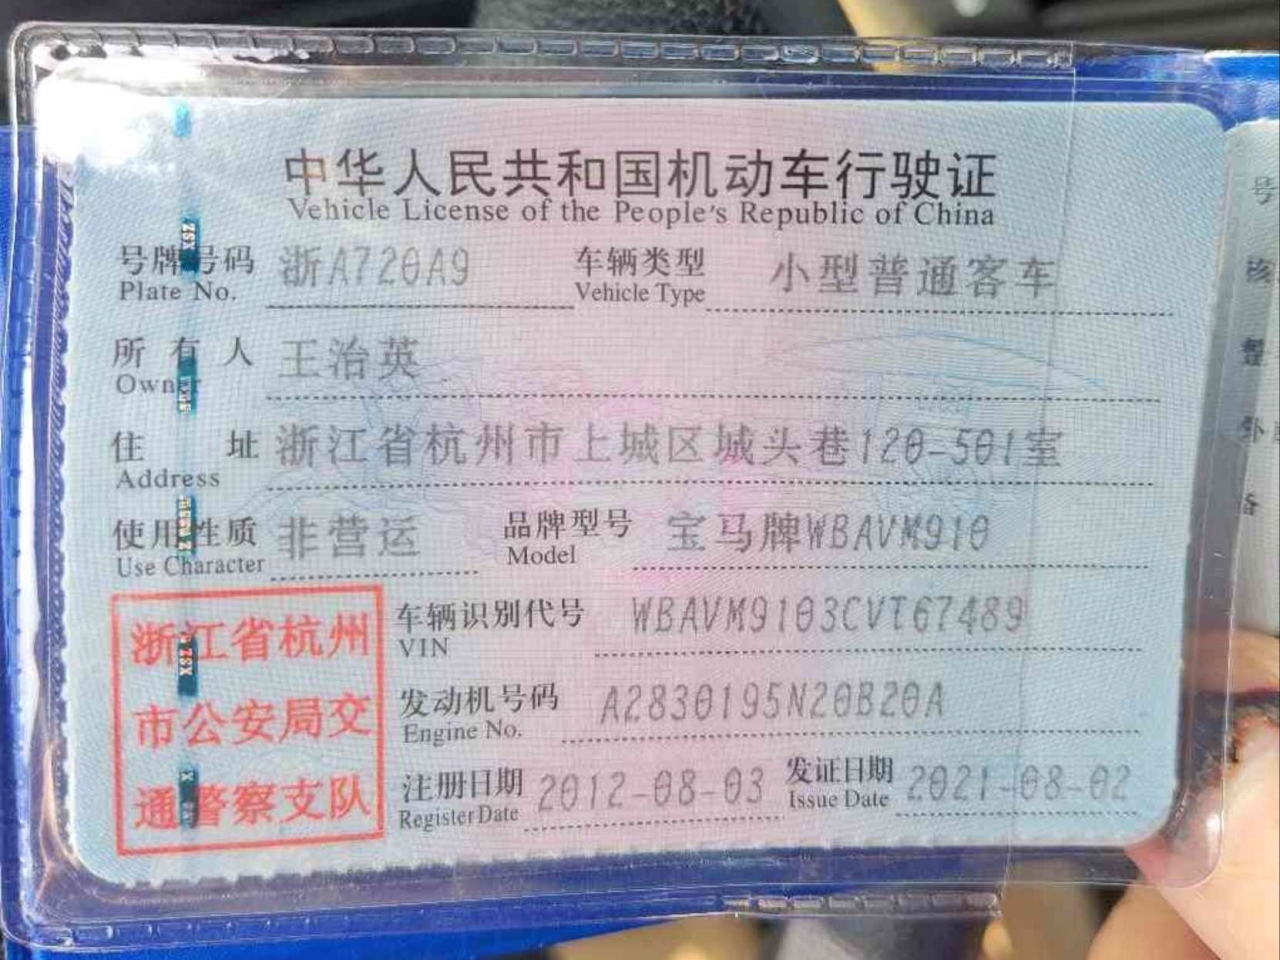 中华人民共和国机动车行驶证
Vehicle License of the People's Republic of China
号牌号码 浙A720A9 车辆类型 小型普通客车
Plate No. Vehicle Type
所有人 王治英
Owner
住址 浙江省杭州市上城区城头巷120-501室
Address
使用性质 非营运 品牌型号 宝马牌WBAVM910
Use Character Model
浙江省杭州
市公安局交
通警察支队
车辆识别代号 WBAVM9103CVT67489
VIN
发动机号码 A2830195N20B20A
Engine No.
注册日期 2012-08-03 发证日期 2021-08-02
Register Date Issue Date
号
核
整
外
备